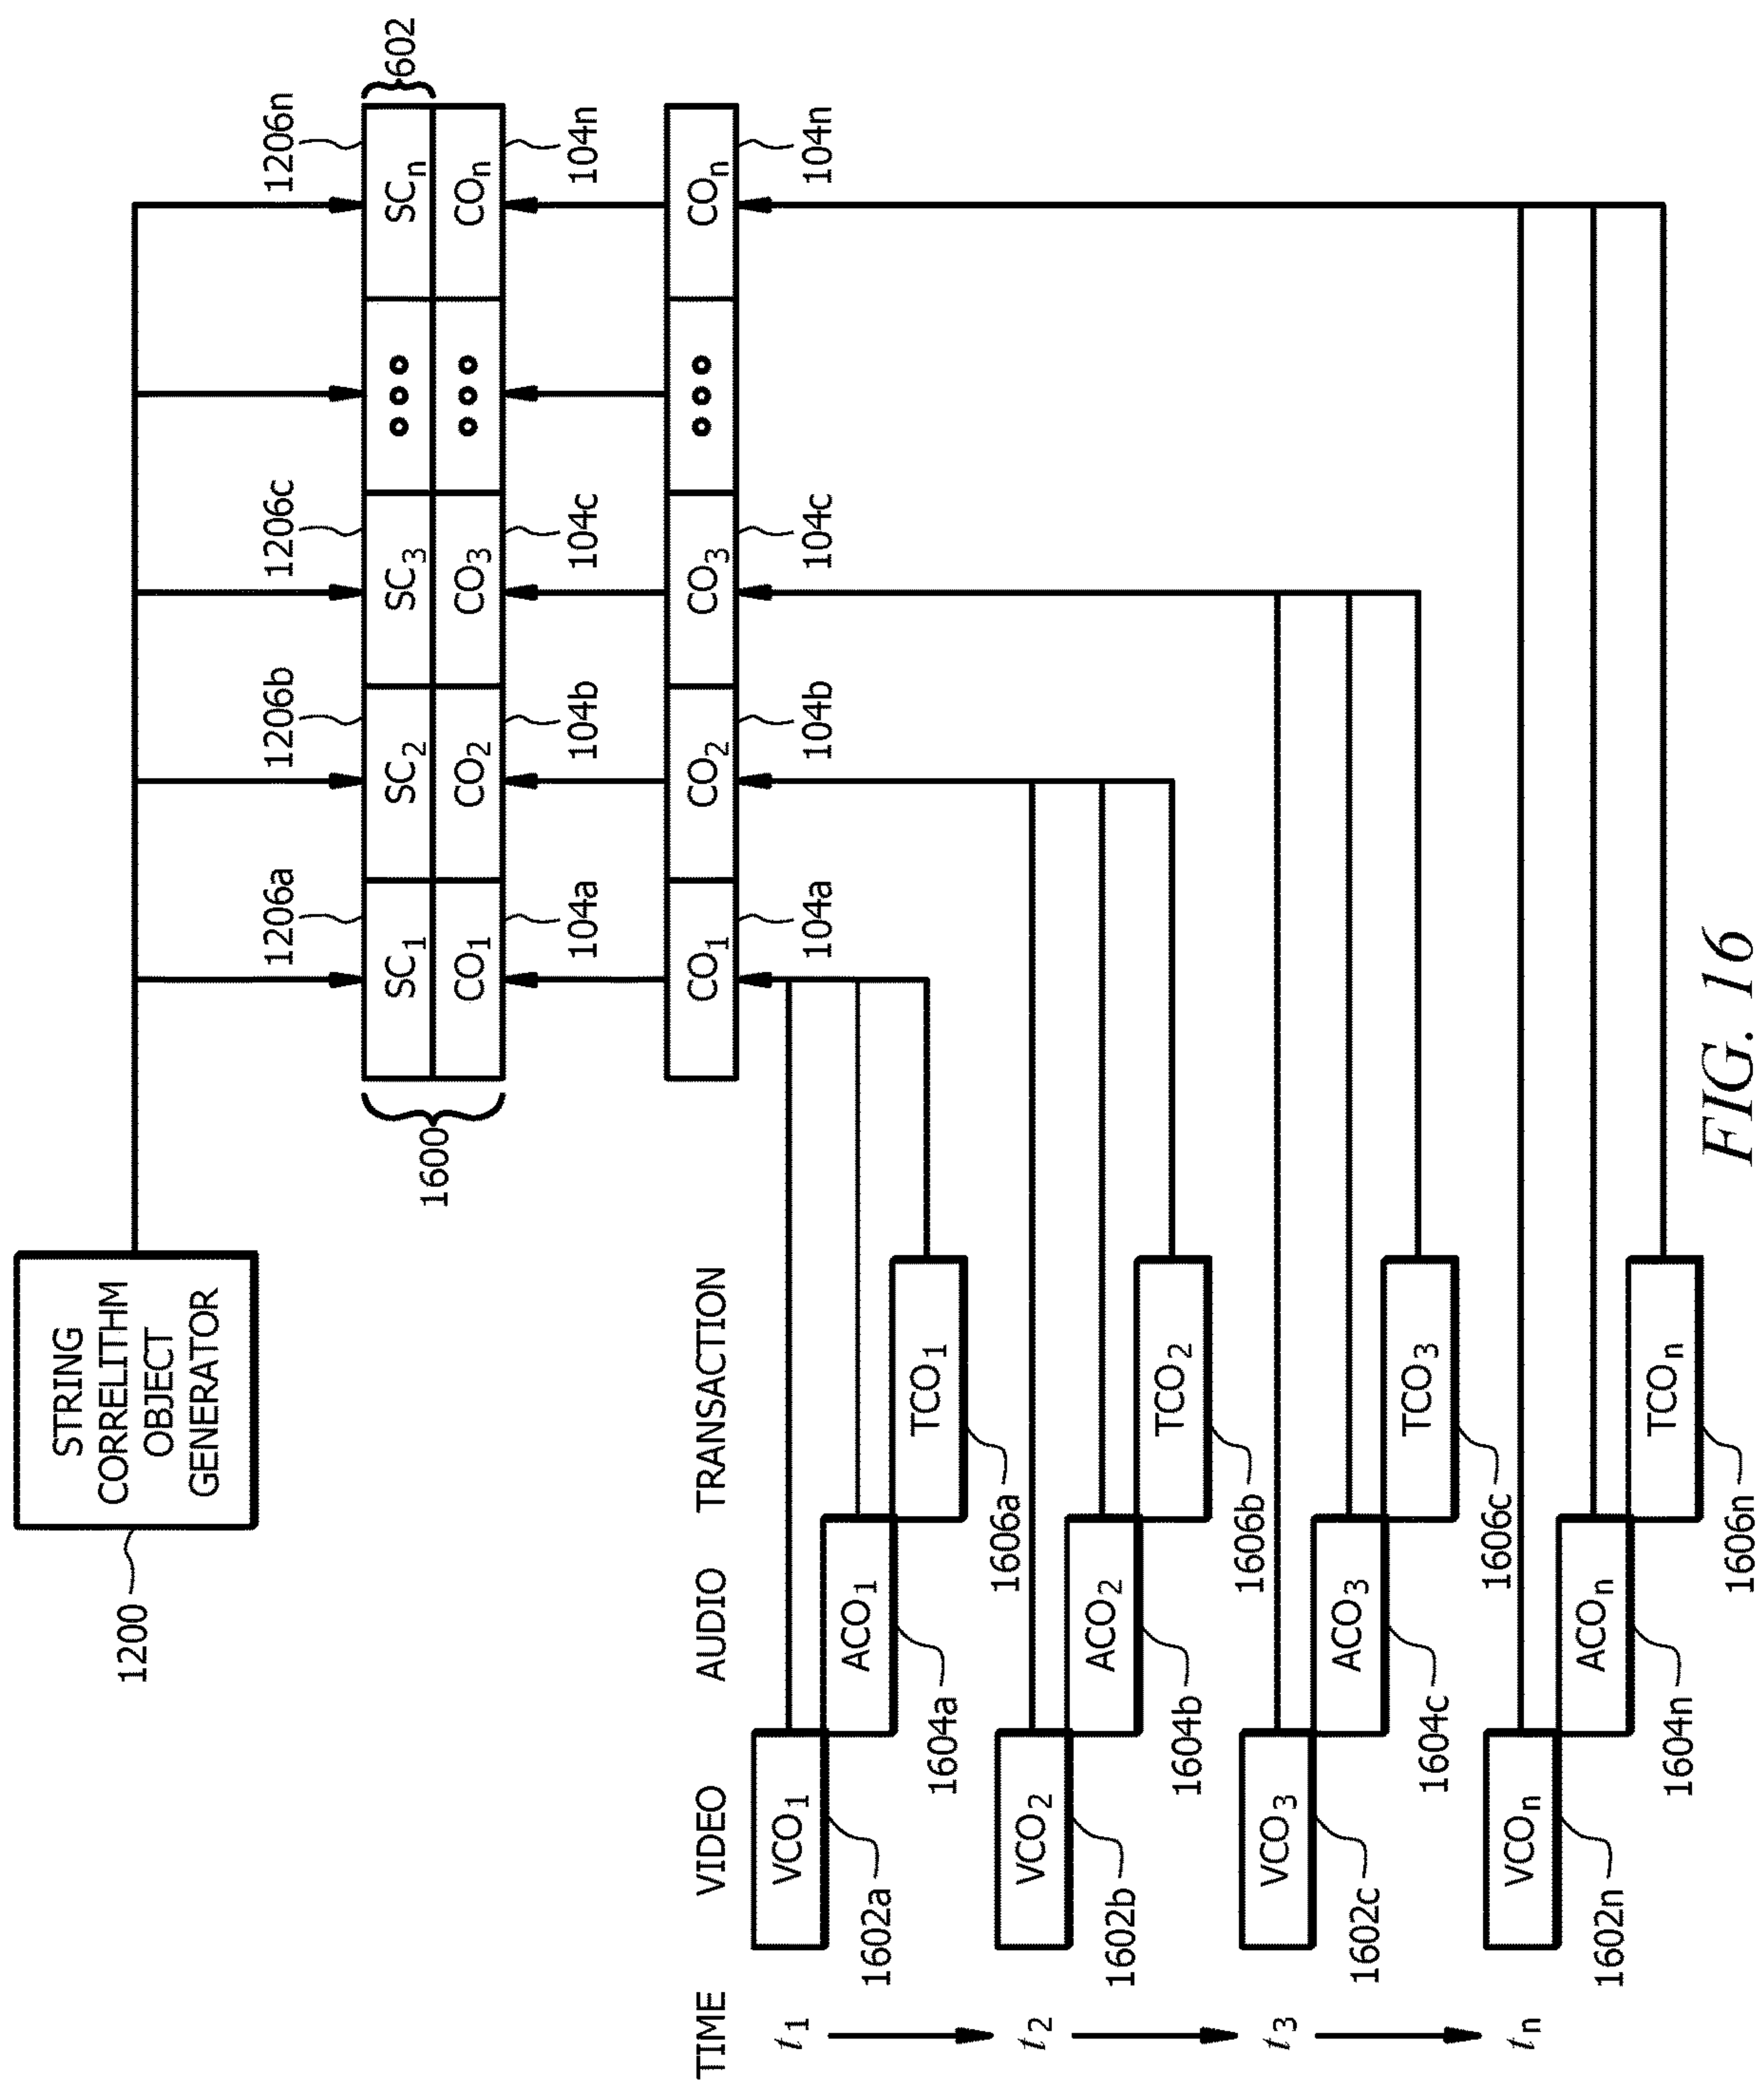 STRING
CORRELITHM
OBJECT
GENERATOR
1200
1206a 1206b 1206c 1206n
602
SC1 SC2 SC3 SCn
CO1 CO2 CO3 COn
1600
104a 104b 104c 104n
CO1 CO2 CO3 COn
104a 104b 104c 104n
TIME VIDEO AUDIO TRANSACTION
t1 VCO1
ACO1
1602a
TCO1
1604a
1606a
t2 VCO2
ACO2
1602b
TCO2
1604b
1606b
t3 VCO3
ACO3
1602c
TCO3
1604c
1606c
tn VCOn
ACOn
1602n
TCOn
1604n
1606n
FIG. 16